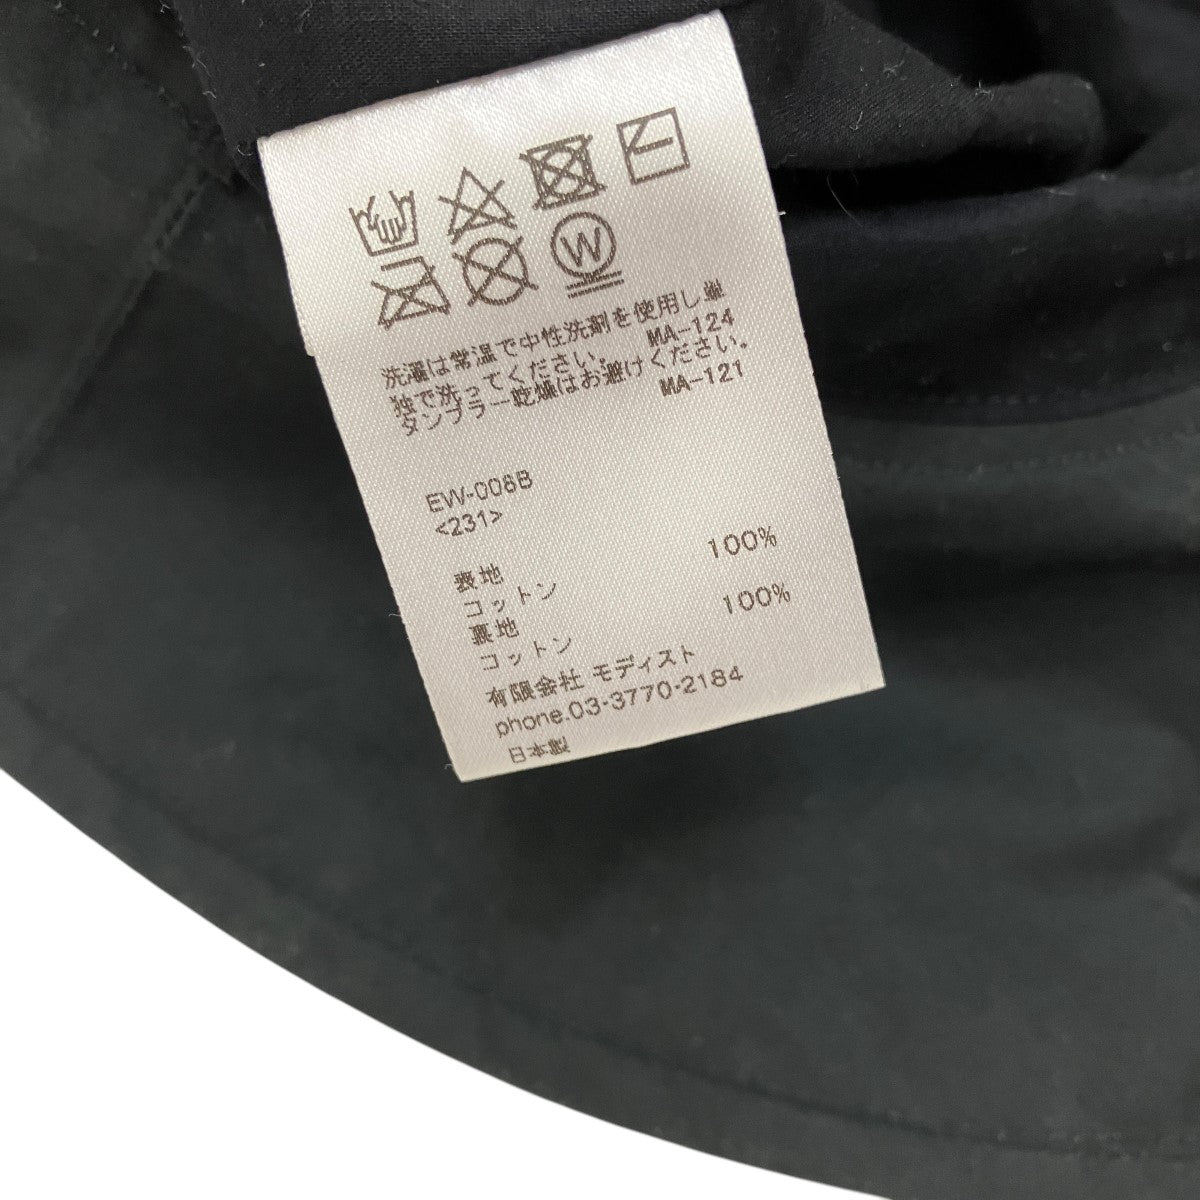 W
洗濯は常温で中性洗剤を使用し単
独で洗ってください。 MA-124
タンブラー乾燥はお避けください。
MA-121
EW-008B
<231>
表地
コットン 100%
裏地
コットン 100%
有限会社 モディスト
phone.03-3770-2184
日本製